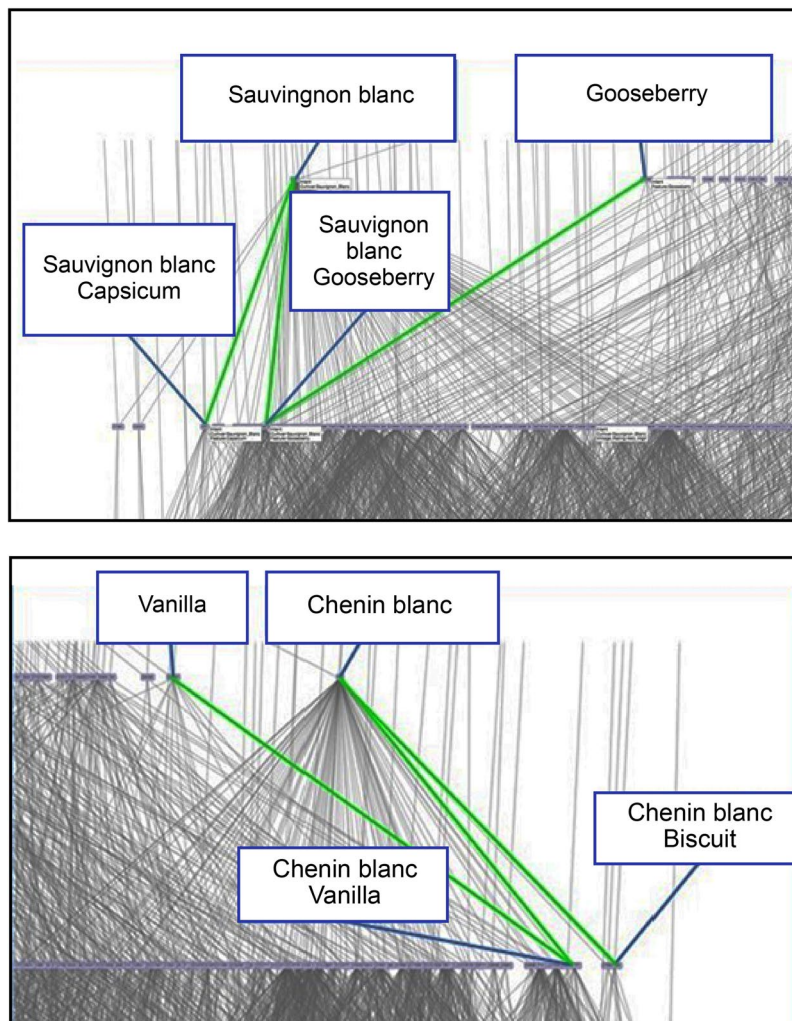 Sauvingnon blanc
Gooseberry
Sauvignon blanc
Capsicum
Sauvignon
blanc
Gooseberry
Vanilla
Chenin blanc
Chenin blanc
Biscuit
Chenin blanc
Vanilla